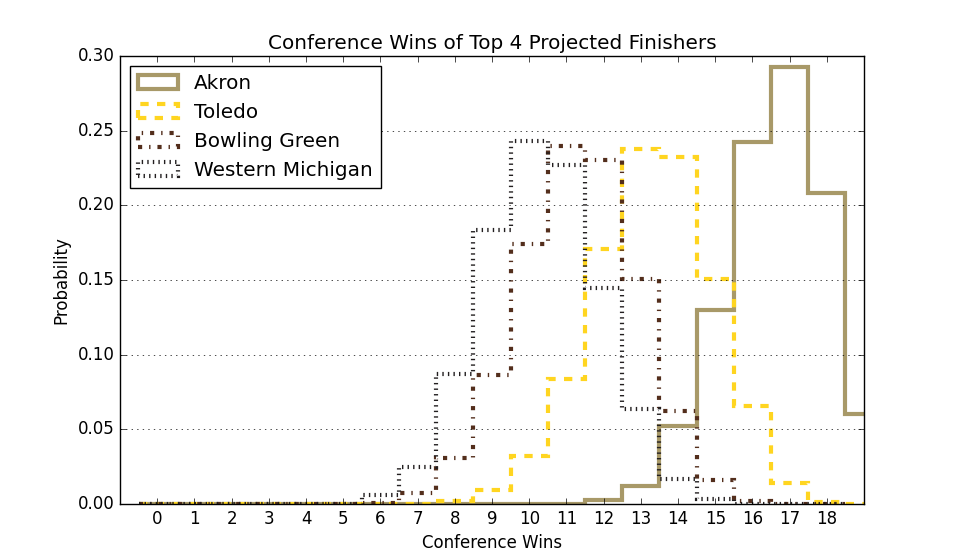 Conference Wins of Top 4 Projected Finishers
0.30
0.25
0.20
0.15
0.10
0.05
0.00
Probability
Akron
Toledo
Bowling Green
Western Michigan
0 1 2 3 4 5 6 7 8 9 10 11 12 13 14 15 16 17 18
Conference Wins